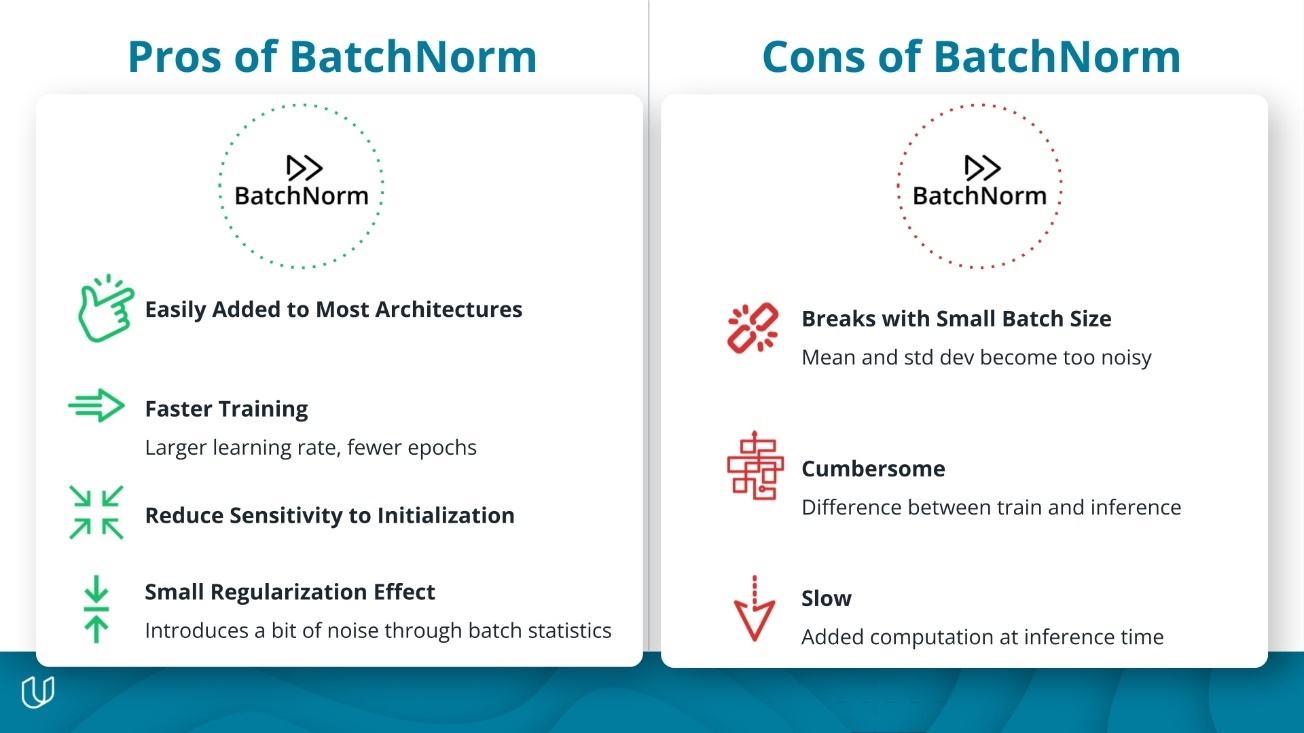 Pros of BatchNorm
BatchNorm
Easily Added to Most Architectures
Faster Training
Larger learning rate, fewer epochs
Reduce Sensitivity to Initialization
Small Regularization Effect
Introduces a bit of noise through batch statistics
Cons of BatchNorm
BatchNorm
Breaks with Small Batch Size
Mean and std dev become too noisy
Cumbersome
Difference between train and inference
Slow
Added computation at inference time